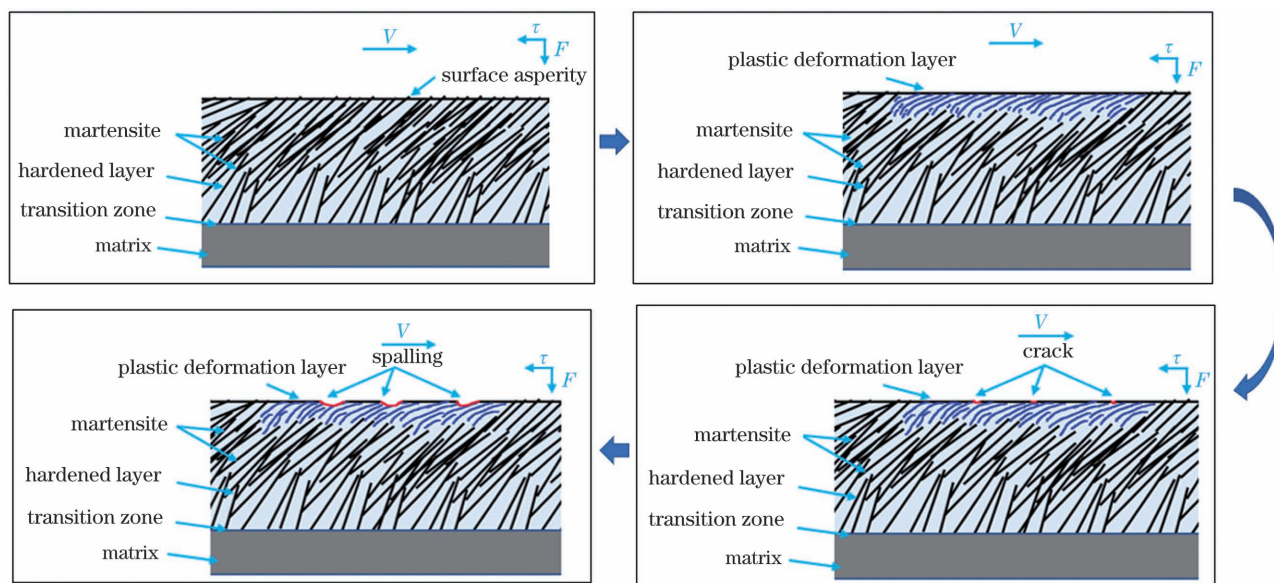 V
τ
F
surface asperity
martensite
hardened layer
transition zone
matrix
V
τ
F
plastic deformation layer
martensite
hardened layer
transition zone
matrix
V
crack
τ
F
plastic deformation layer
martensite
hardened layer
transition zone
matrix
V
spalling
τ
F
plastic deformation layer
martensite
hardened layer
transition zone
matrix